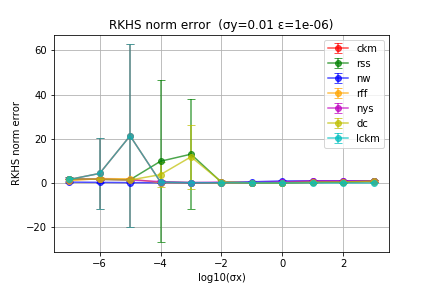 RKHS norm error (σy=0.01 ε=1e-06)
RKHS norm error
60
40
20
0
−20
−6
−4
−2
0
2
log10(σx)
ckm
rss
nw
rff
nys
dc
lckm